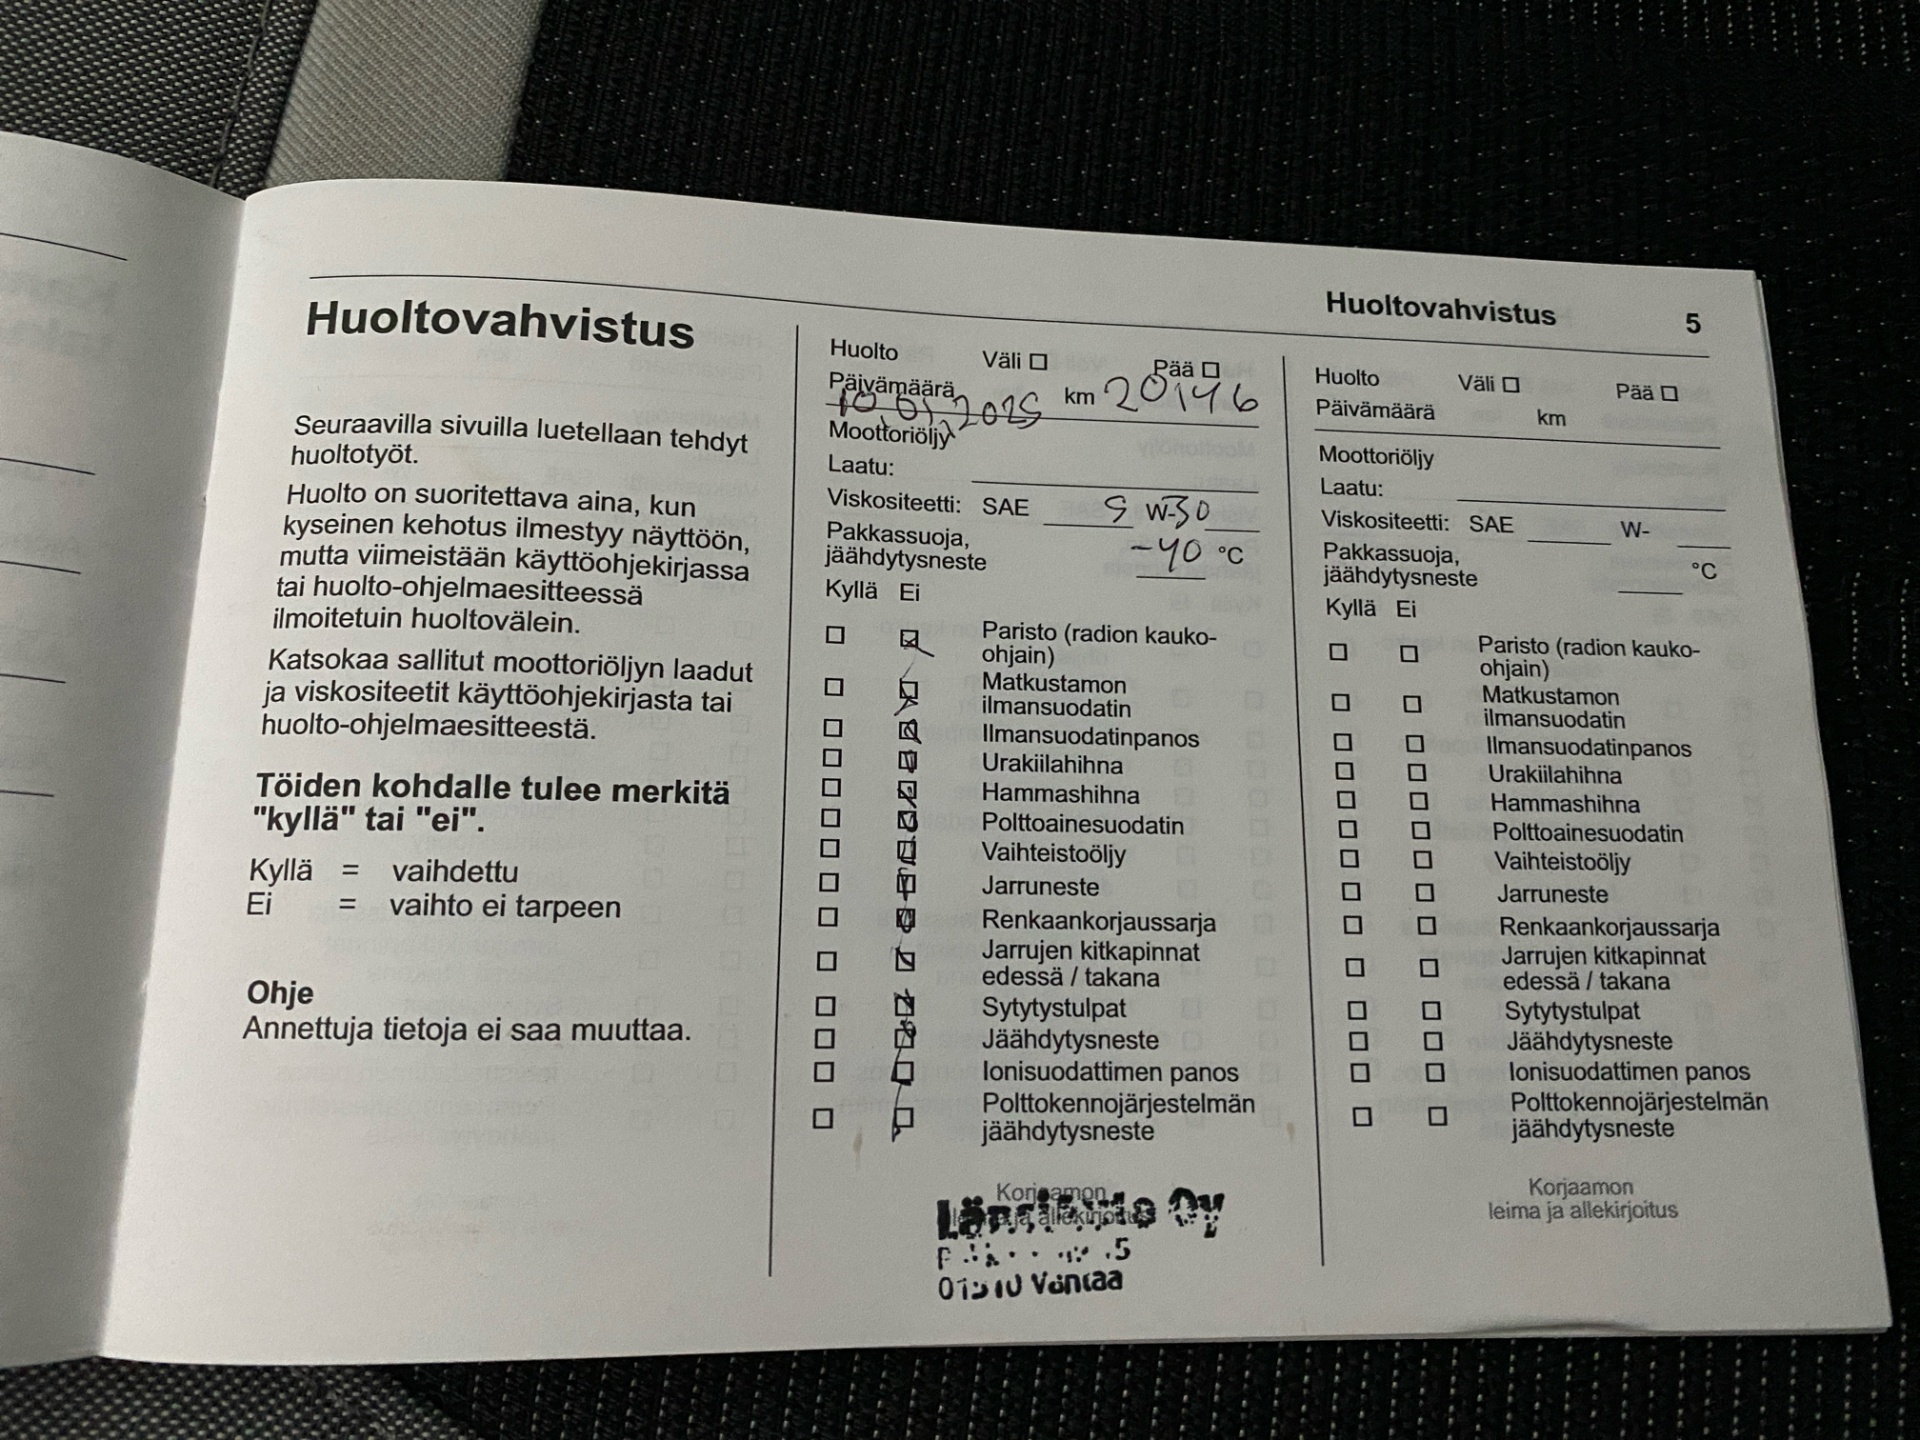 Huoltovahvistus
5
Huoltovahvistus
Seuraavilla sivuilla luetellaan tehdyt
huoltotyöt.
Huolto on suoritettava aina, kun
kyseinen kehotus ilmestyy näyttöön,
mutta viimeistään käyttöohjekirjassa
tai huolto-ohjelmaesitteessä
ilmoitetuin huoltovälein.
Katsokaa sallitut moottoriöljyn laadut
ja viskositeetit käyttöohjekirjasta tai
huolto-ohjelmaesitteestä.
Töiden kohdalle tulee merkitä
"kyllä" tai "ei".
Kyllä = vaihdettu
Ei = vaihto ei tarpeen
Ohje
Annettuja tietoja ei saa muuttaa.
Huolto Väli Pää
Päivämäärä km 20146
10.01.2025
Moottoriöljy
Laatu:
Viskositeetti: SAE 5 W-30
Pakkassuoja,
jäähdytysneste -40 °C
Kyllä Ei
Paristo (radion kauko-
ohjain)
Matkustamon
ilmansuodatin
Ilmansuodatinpanos
Urakiilahihna
Hammashihna
Polttoainesuodatin
Vaihteistoöljy
Jarruneste
Renkaankorjaussarja
Jarrujen kitkapinnat
edessä / takana
Sytytystulpat
Jäähdytysneste
Ionisuodattimen panos
Polttokennojärjestelmän
jäähdytysneste
Korjaamon
leima ja allekirjoitus
Länsiauto Oy
Vantaa
Huolto Väli Pää
Päivämäärä km
Moottoriöljy
Laatu:
Viskositeetti: SAE W-
Pakkassuoja,
jäähdytysneste °C
Kyllä Ei
Paristo (radion kauko-
ohjain)
Matkustamon
ilmansuodatin
Ilmansuodatinpanos
Urakiilahihna
Hammashihna
Polttoainesuodatin
Vaihteistoöljy
Jarruneste
Renkaankorjaussarja
Jarrujen kitkapinnat
edessä / takana
Sytytystulpat
Jäähdytysneste
Ionisuodattimen panos
Polttokennojärjestelmän
jäähdytysneste
Korjaamon
leima ja allekirjoitus